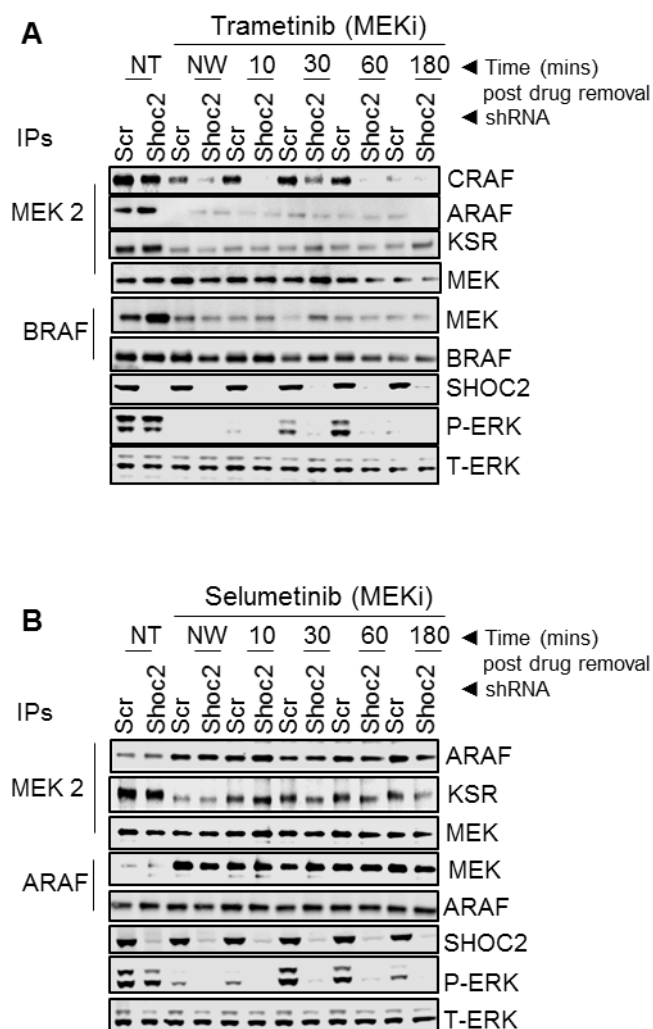 A
Trametinib (MEKi)
NT NW 10 30 60 180 ◄ Time (mins)
post drug removal
◄ shRNA
IPs
Scr Shoc2 Scr Shoc2 Scr Shoc2 Scr Shoc2 Scr Shoc2 Scr Shoc2
CRAF
MEK 2
ARAF
KSR
MEK
BRAF
MEK
BRAF
SHOC2
P-ERK
T-ERK
B
Selumetinib (MEKi)
NT NW 10 30 60 180 ◄ Time (mins)
post drug removal
◄ shRNA
IPs
Scr Shoc2 Scr Shoc2 Scr Shoc2 Scr Shoc2 Scr Shoc2 Scr Shoc2
ARAF
MEK 2
KSR
MEK
ARAF
MEK
ARAF
SHOC2
P-ERK
T-ERK